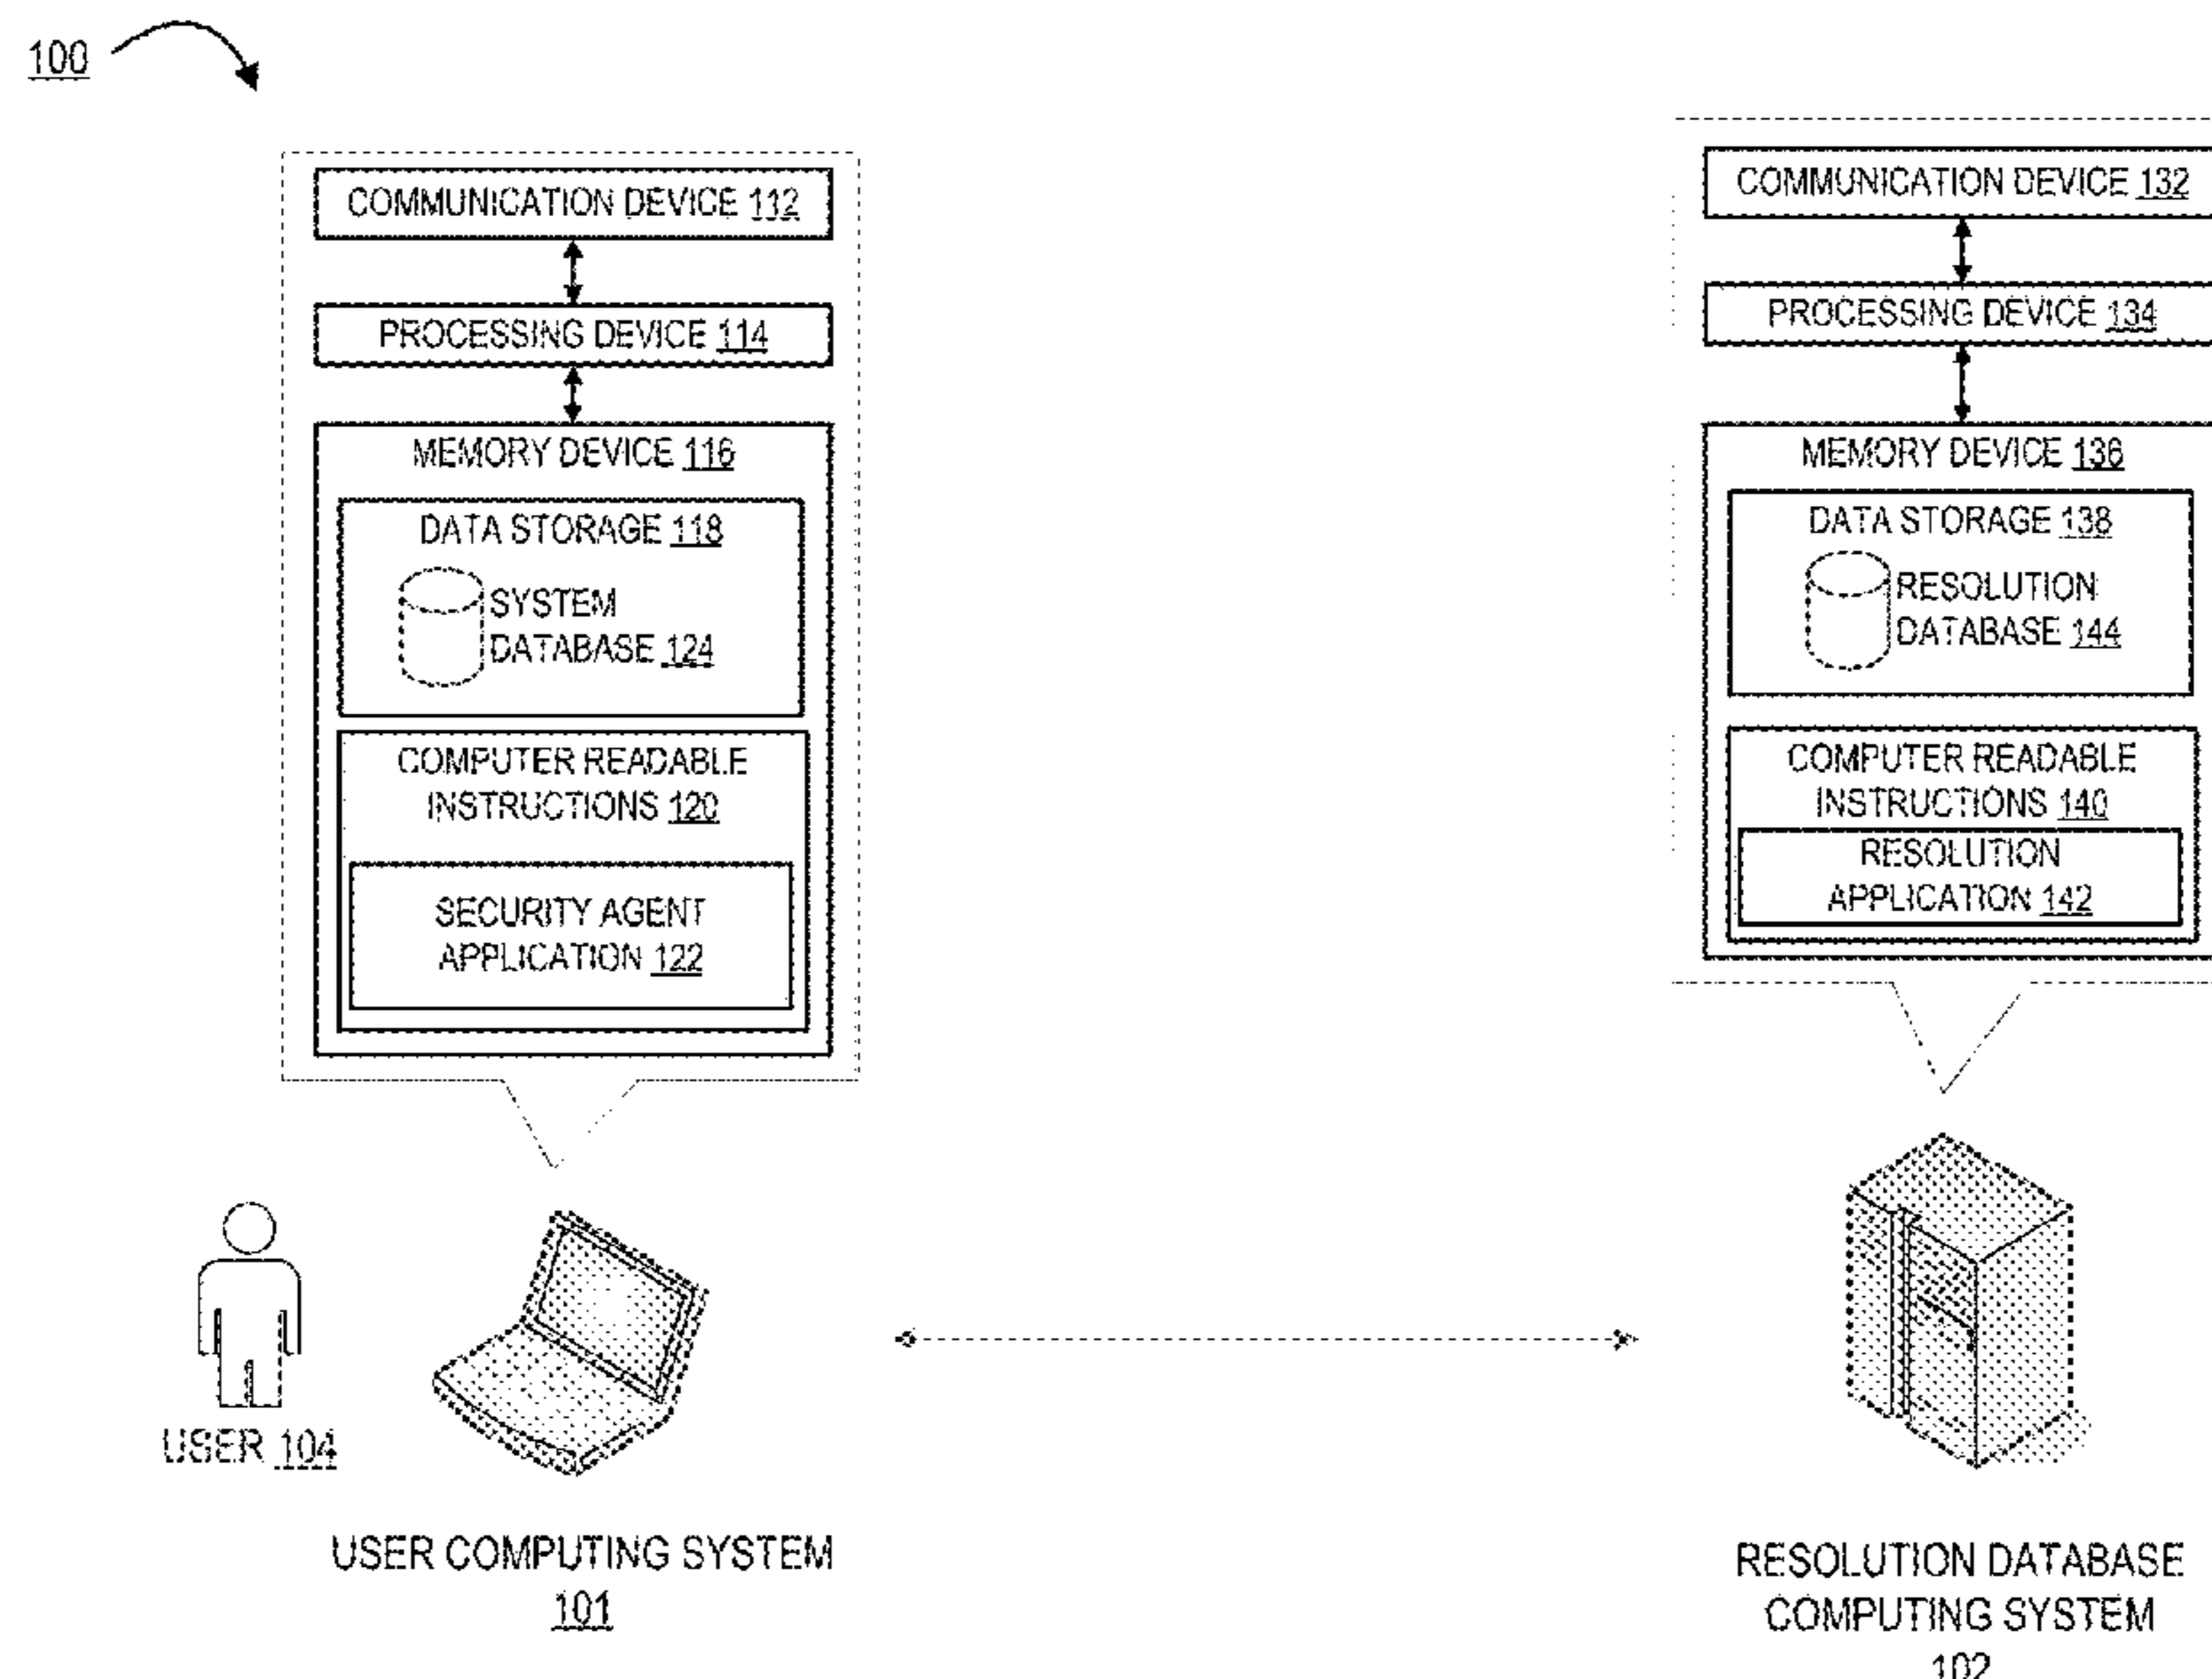 100
COMMUNICATION DEVICE 112
PROCESSING DEVICE 114
MEMORY DEVICE 116
DATA STORAGE 118
SYSTEM
DATABASE 124
COMPUTER READABLE
INSTRUCTIONS 120
SECURITY AGENT
APPLICATION 122
USER 104
USER COMPUTING SYSTEM
101
COMMUNICATION DEVICE 132
PROCESSING DEVICE 134
MEMORY DEVICE 136
DATA STORAGE 138
RESOLUTION
DATABASE 144
COMPUTER READABLE
INSTRUCTIONS 140
RESOLUTION
APPLICATION 142
RESOLUTION DATABASE
COMPUTING SYSTEM
102